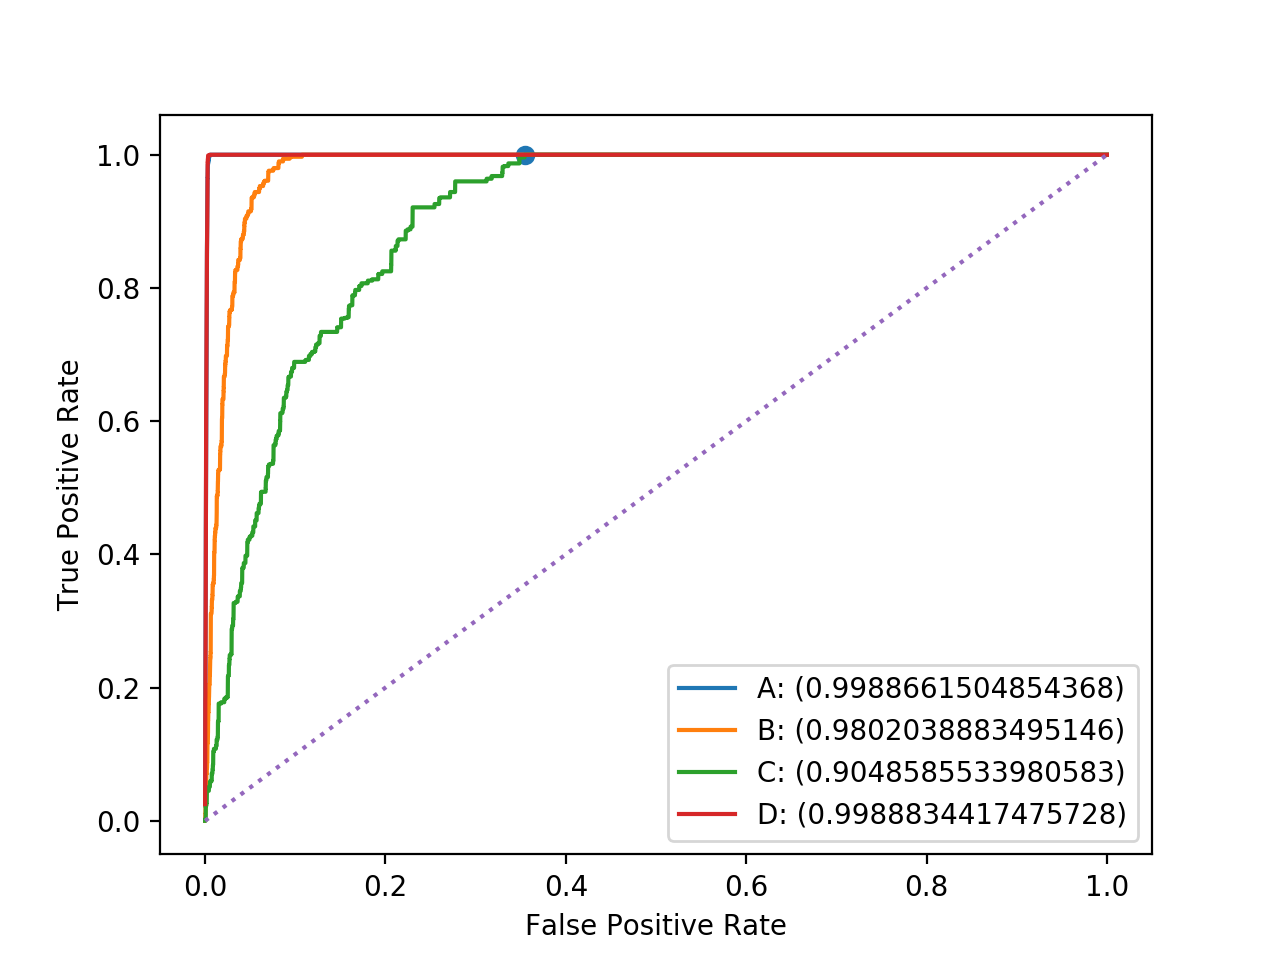 1.0
0.8
0.6
0.4
0.2
0.0
True Positive Rate
0.0 0.2 0.4 0.6 0.8 1.0
False Positive Rate
A: (0.9988661504854368)
B: (0.9802038883495146)
C: (0.9048585533980583)
D: (0.9988834417475728)